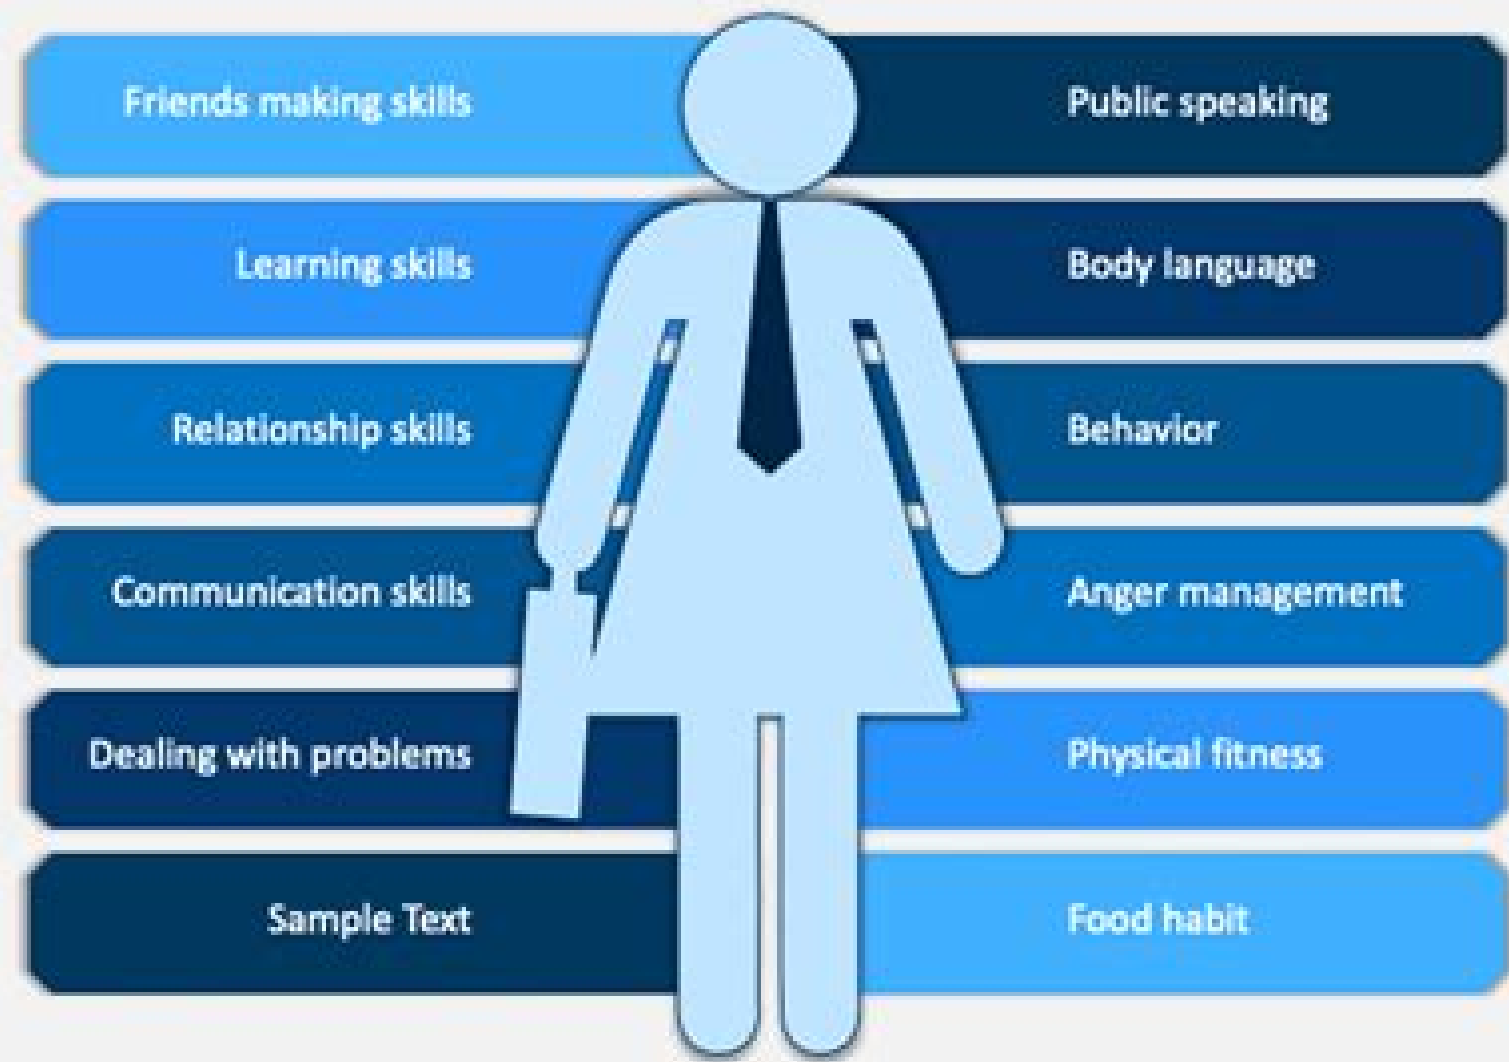 Friends making skills
Public speaking
Learning skills
Body language
Relationship skills
Behavior
Communication skills
Anger management
Dealing with problems
Physical fitness
Sample Text
Food habit